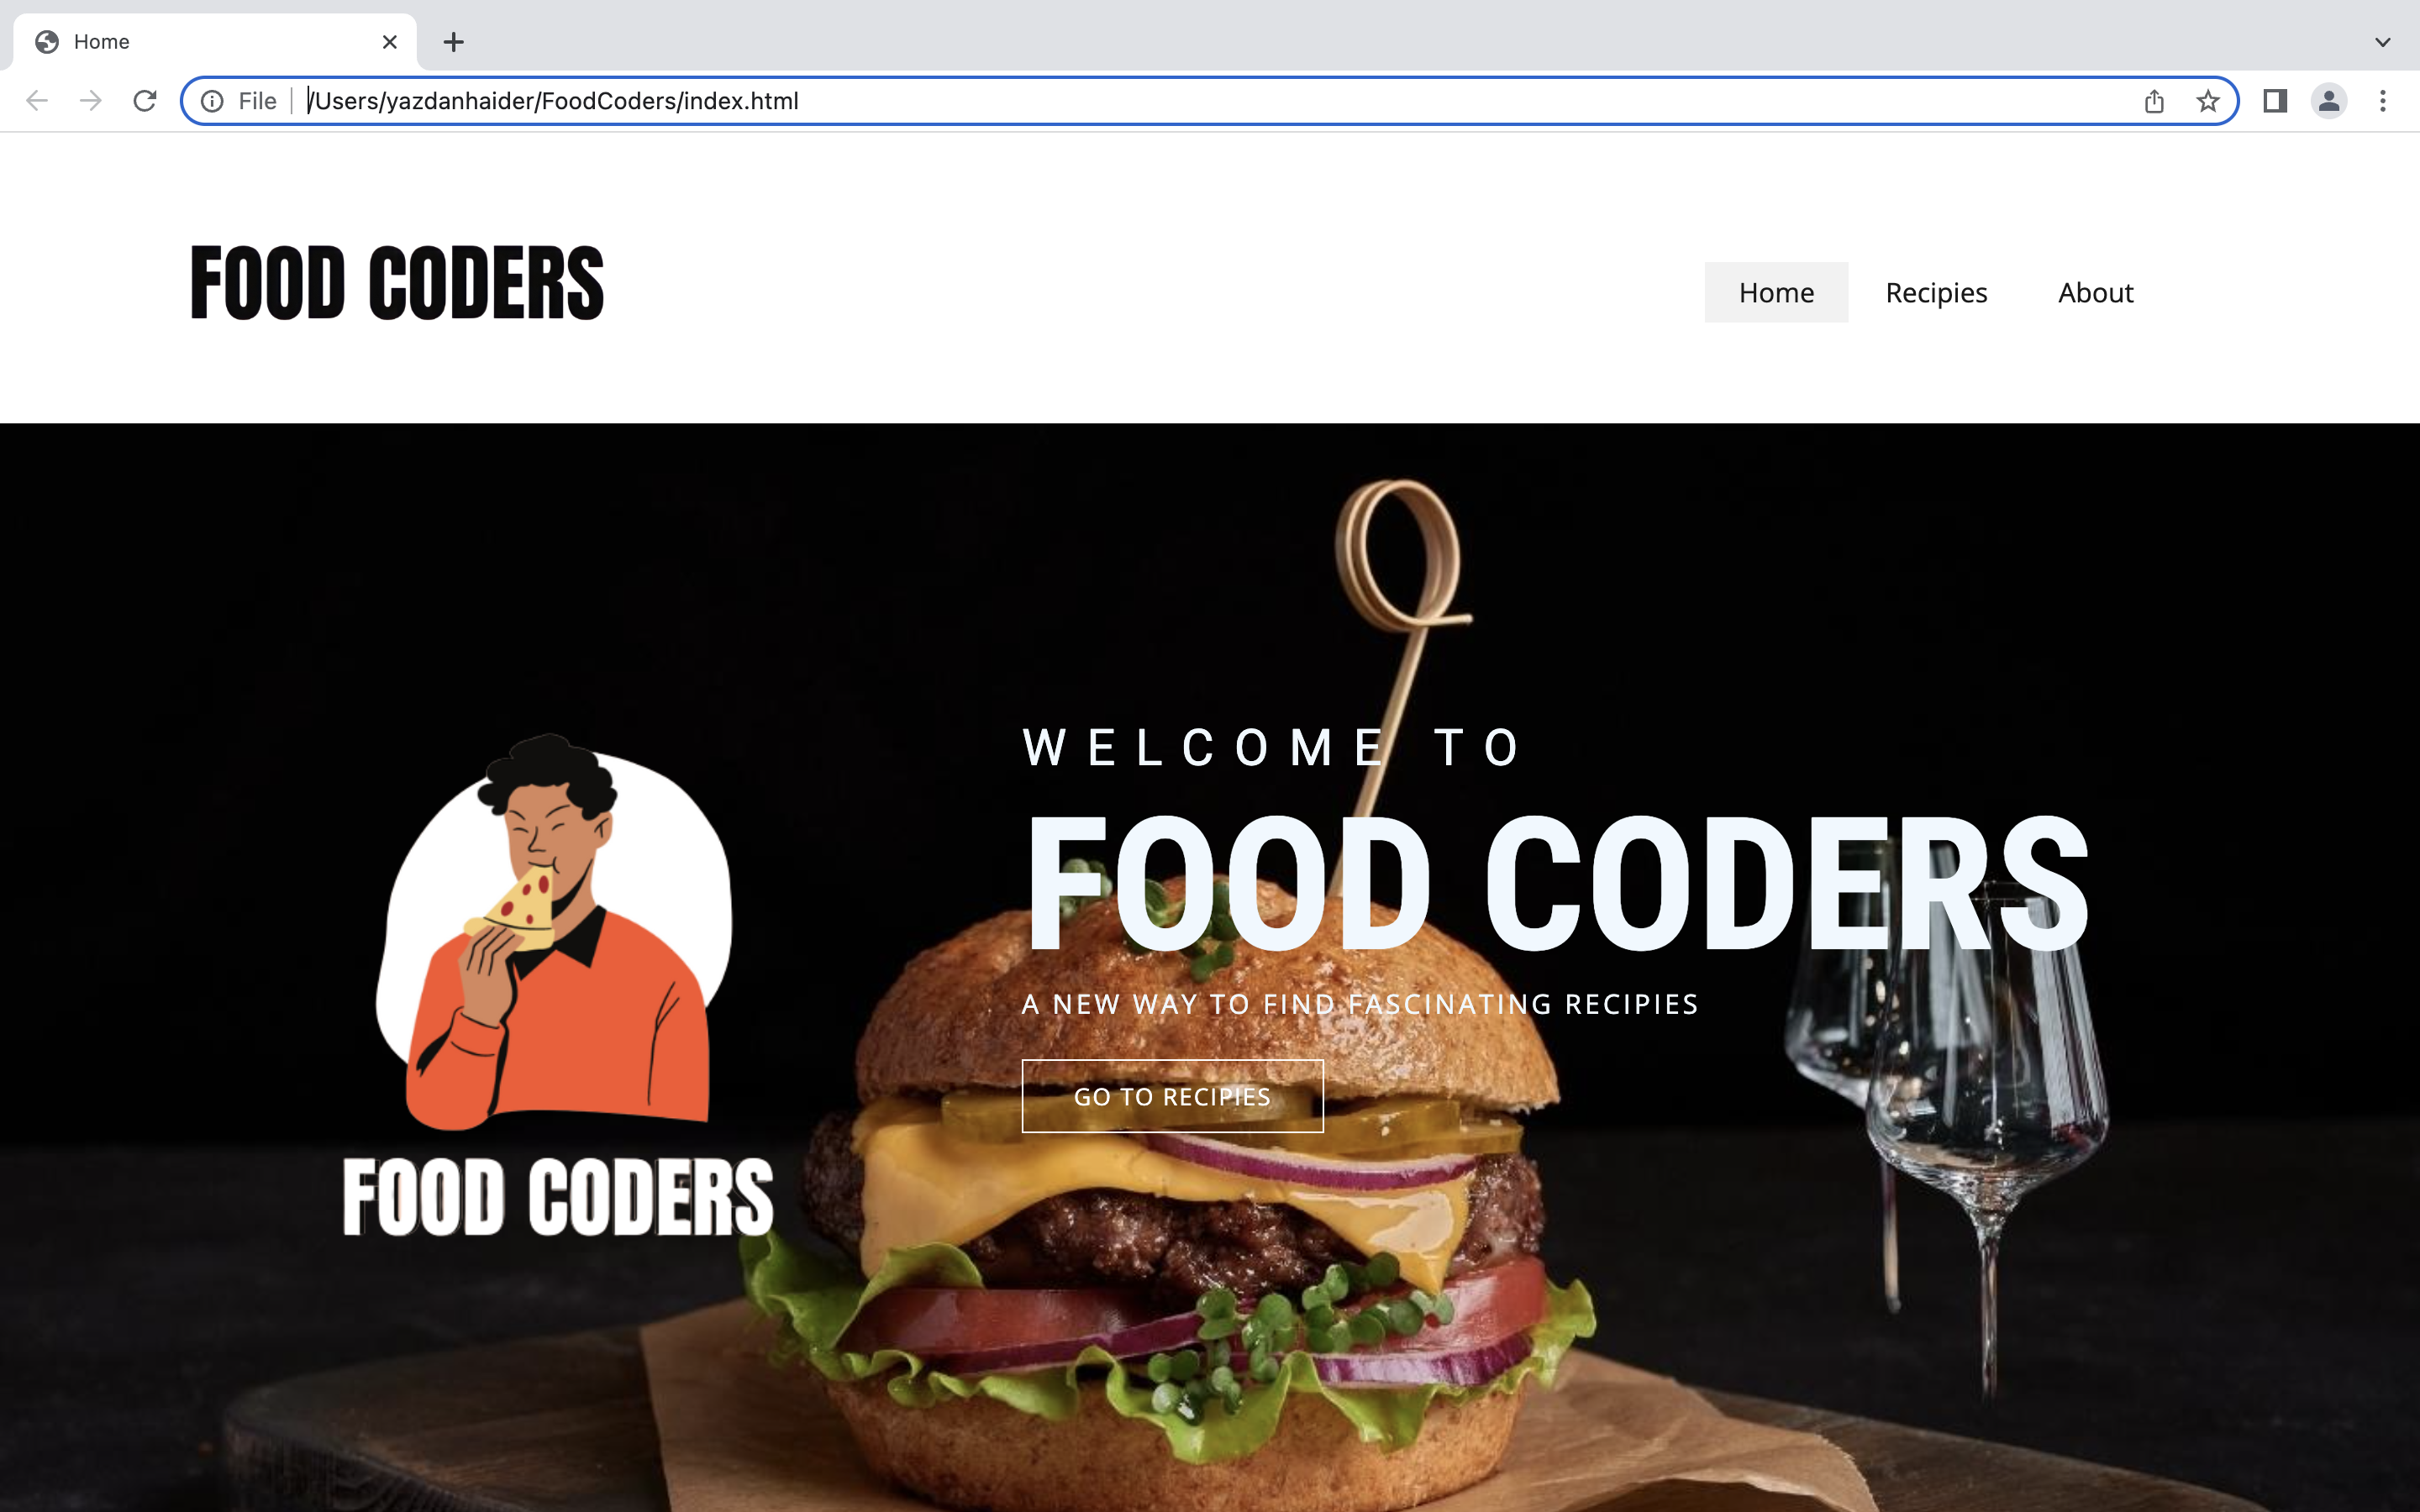 Home
File
/Users/yazdanhaider/FoodCoders/index.html
FOOD CODERS
Home Recipies About
WELCOME TO
FOOD CODERS
A NEW WAY TO FIND FASCINATING RECIPIES
GO TO RECIPIES
FOOD CODERS